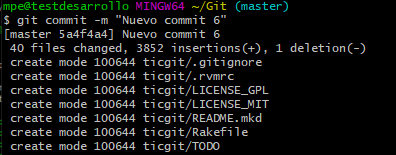 mpe@testdesarrollo MINGW64 ~/Git (master)
$ git commit -m "Nuevo commit 6"
[master 5a4f4a4] Nuevo commit 6
40 files changed, 3852 insertions(+), 1 deletion(-)
create mode 100644 ticgit/.gitignore
create mode 100644 ticgit/.rvmrc
create mode 100644 ticgit/LICENSE_GPL
create mode 100644 ticgit/LICENSE_MIT
create mode 100644 ticgit/README.mkd
create mode 100644 ticgit/Rakefile
create mode 100644 ticgit/TODO